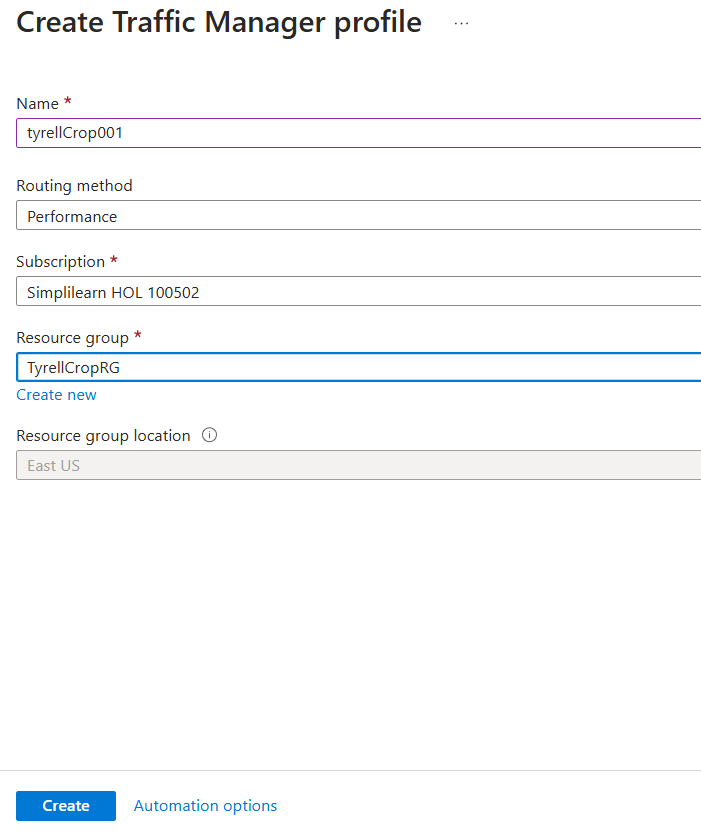 Create Traffic Manager profile ...
Name *
tyrellCrop001
Routing method
Performance
Subscription *
Simplilearn HOL 100502
Resource group *
TyrellCropRG
Create new
Resource group location
East US
Create Automation options